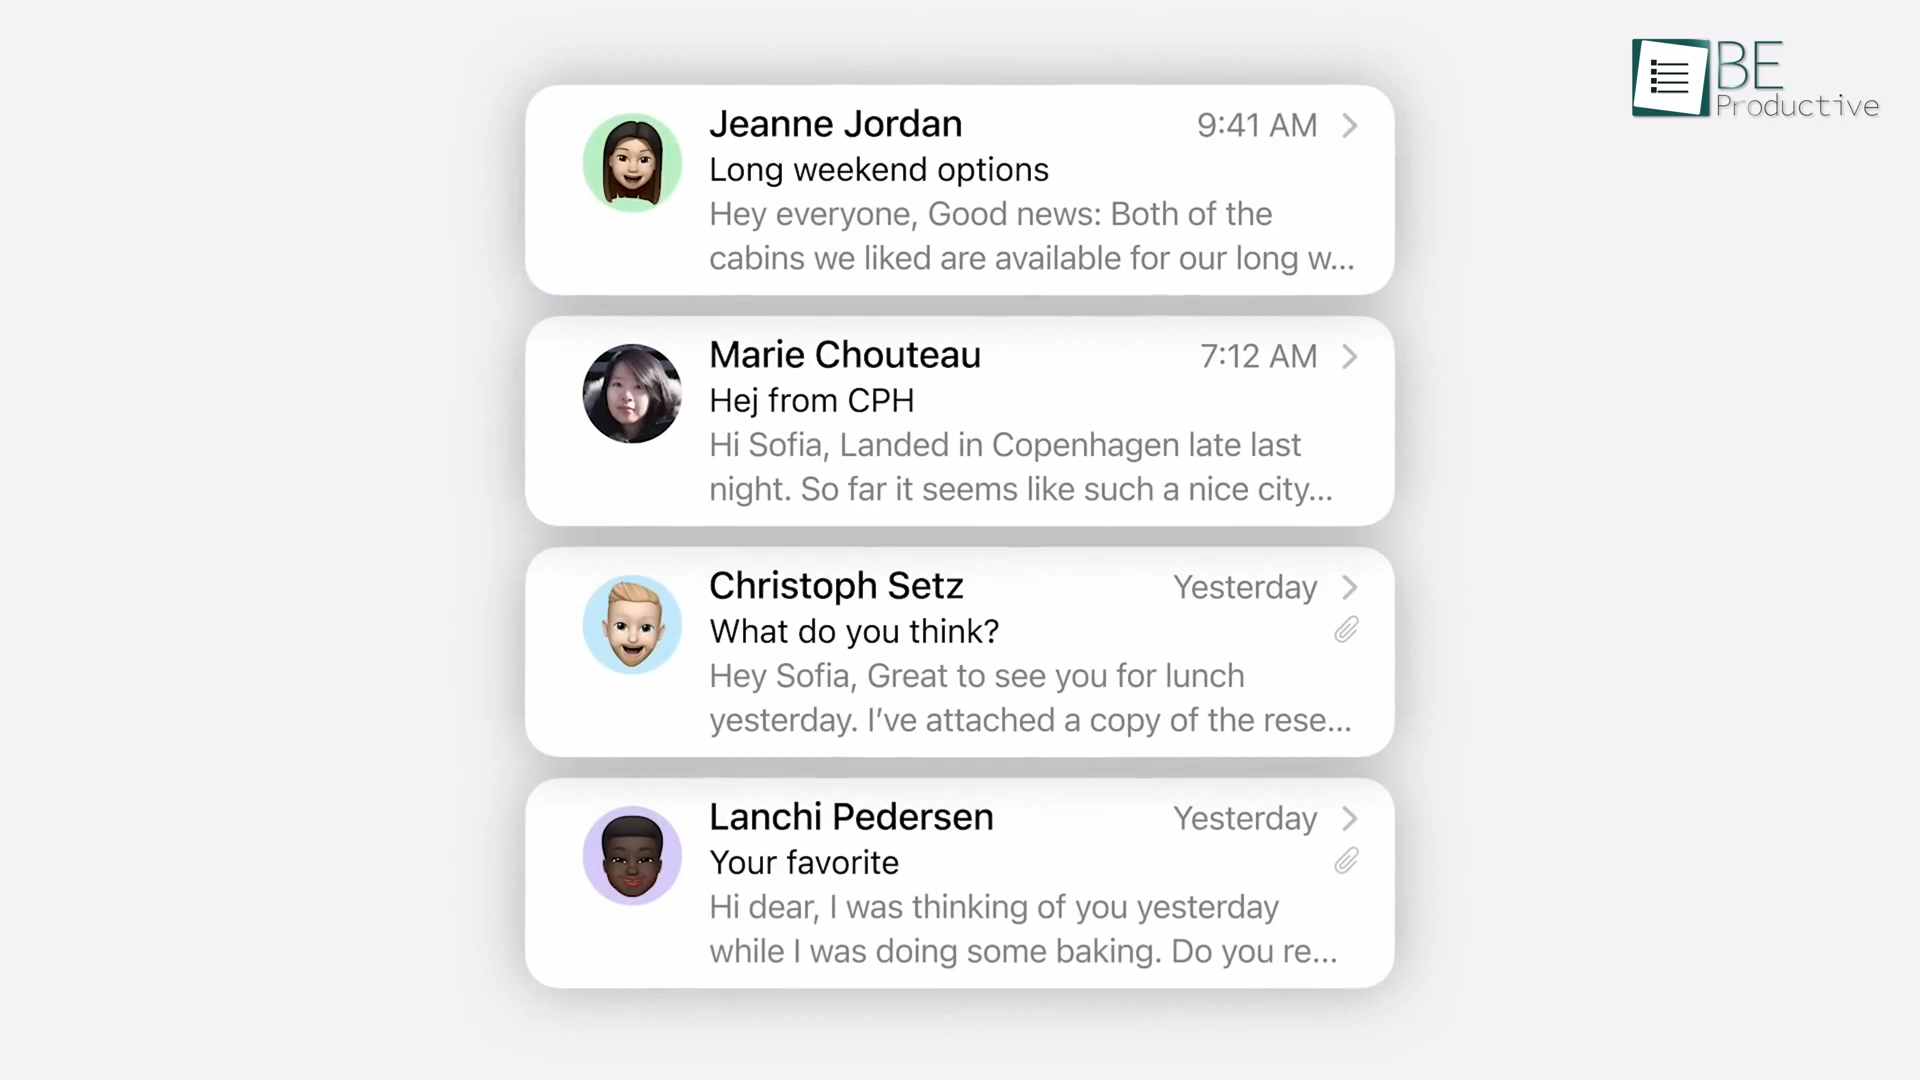 BE
Productive
Jeanne Jordan
9:41 AM
Long weekend options
Hey everyone, Good news: Both of the
cabins we liked are available for our long w...
Marie Chouteau
7:12 AM
Hej from CPH
Hi Sofia, Landed in Copenhagen late last
night. So far it seems like such a nice city...
Christoph Setz
Yesterday
What do you think?
Hey Sofia, Great to see you for lunch
yesterday. I’ve attached a copy of the rese...
Lanchi Pedersen
Yesterday
Your favorite
Hi dear, I was thinking of you yesterday
while I was doing some baking. Do you re...